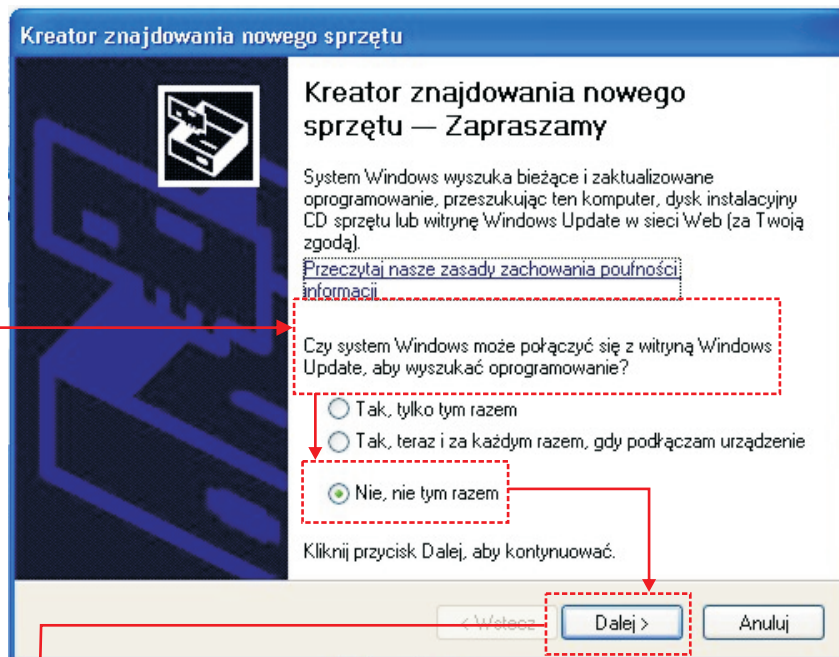 Kreator znajdowania nowego sprzętu
Kreator znajdowania nowego
sprzętu — Zapraszamy
System Windows wyszuka bieżące i zaktualizowane
oprogramowanie, przeszukując ten komputer, dysk instalacyjny
CD sprzętu lub witrynę Windows Update w sieci Web (za Twoją
zgodą).
Przeczytaj nasze zasady zachowania poufności
informacji
Czy system Windows może połączyć się z witryną Windows
Update, aby wyszukać oprogramowanie?
Tak, tylko tym razem
Tak, teraz i za każdym razem, gdy podłączam urządzenie
Nie, nie tym razem
Kliknij przycisk Dalej, aby kontynuować.
< Wstecz Dalej > Anuluj